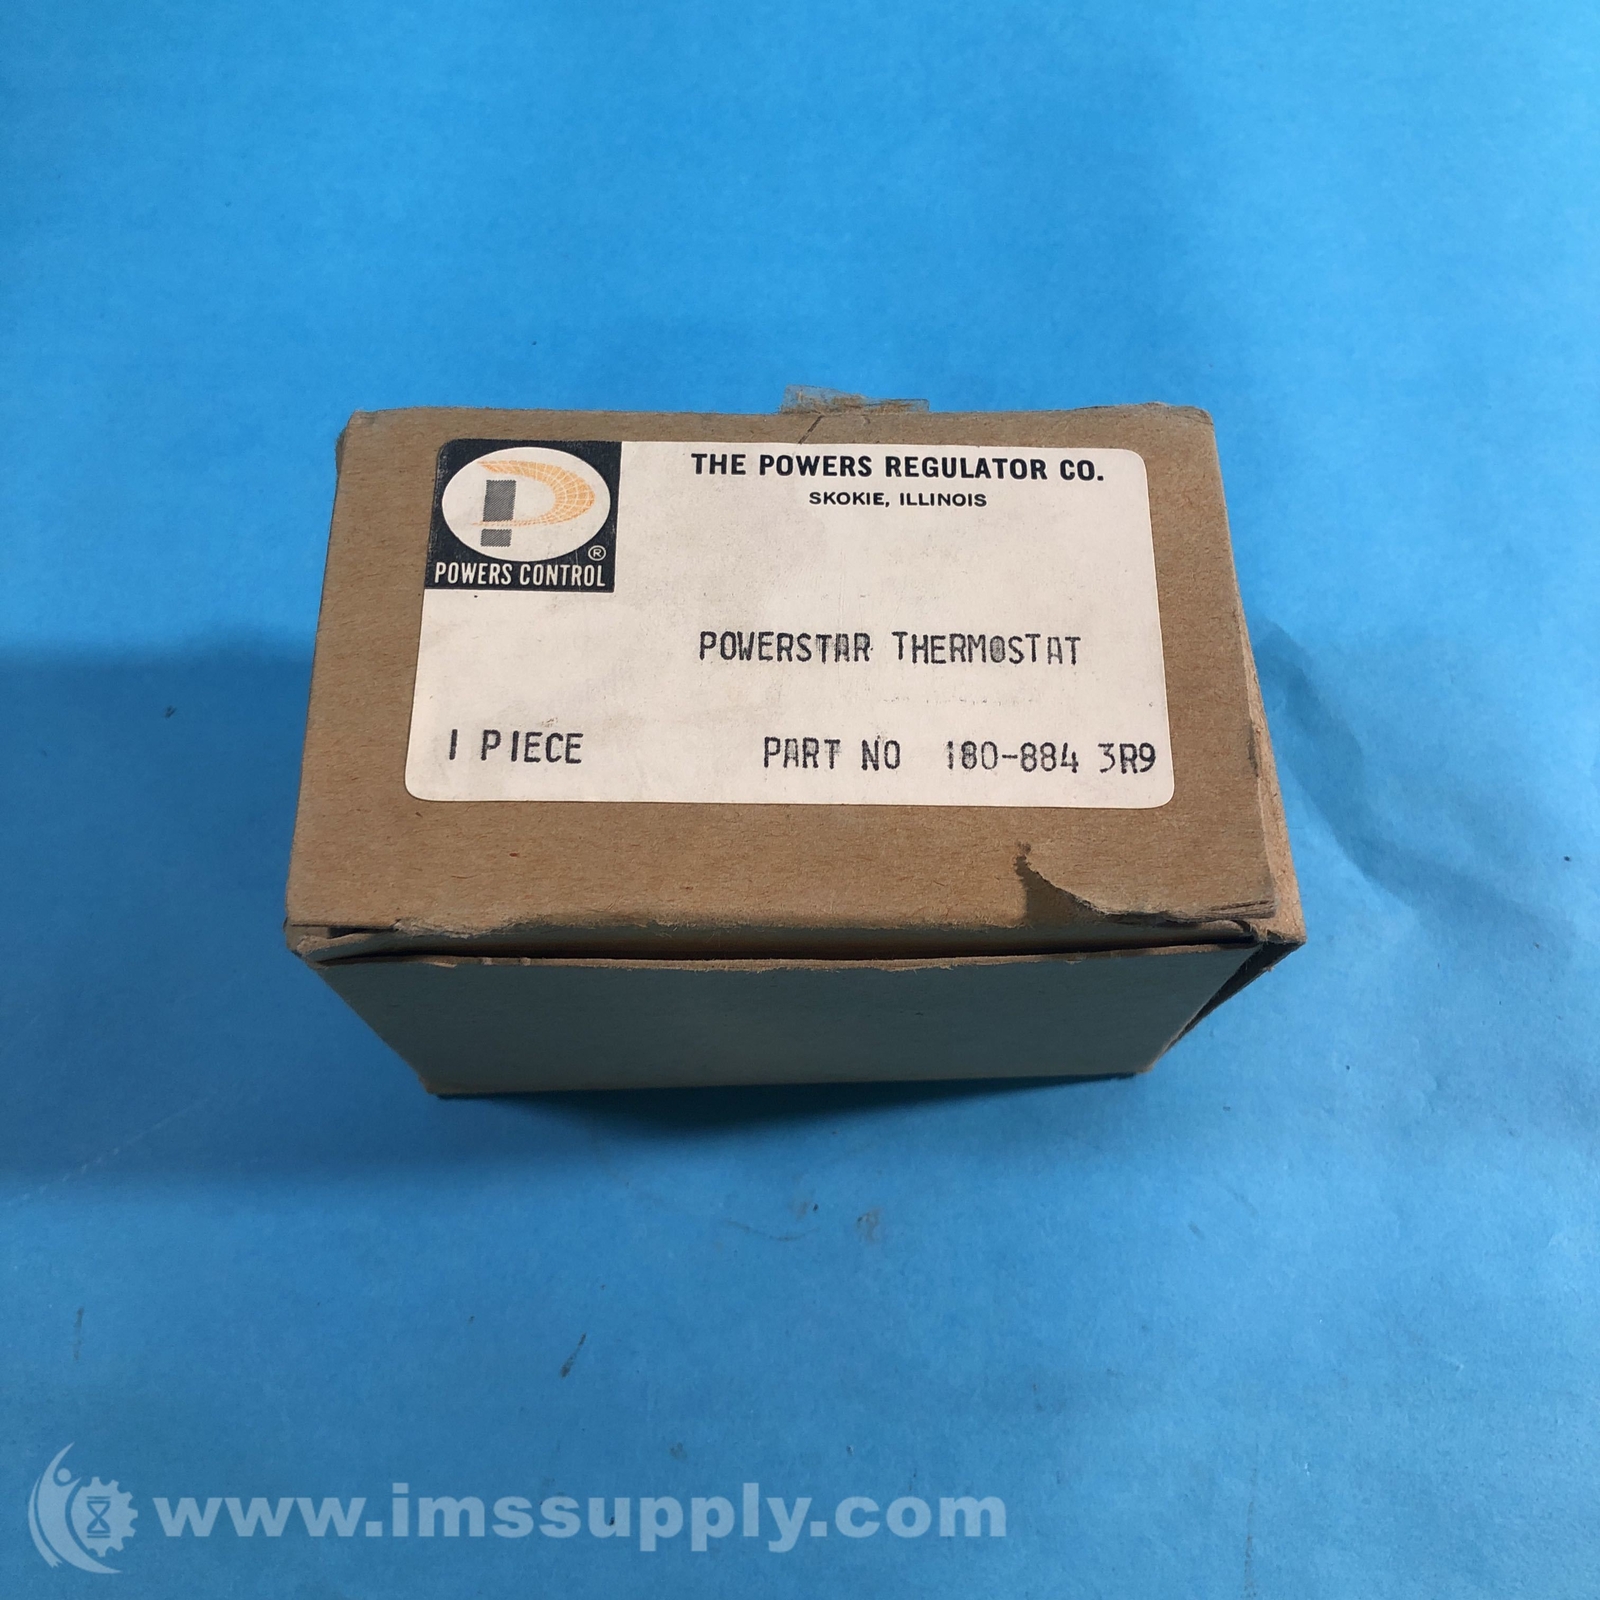 THE POWERS REGULATOR CO.
SKOKIE, ILLINOIS
®
POWERS CONTROL
POWERSTAR THERMOSTAT
1 PIECE PART NO 180-884 3R9
www.imssupply.com